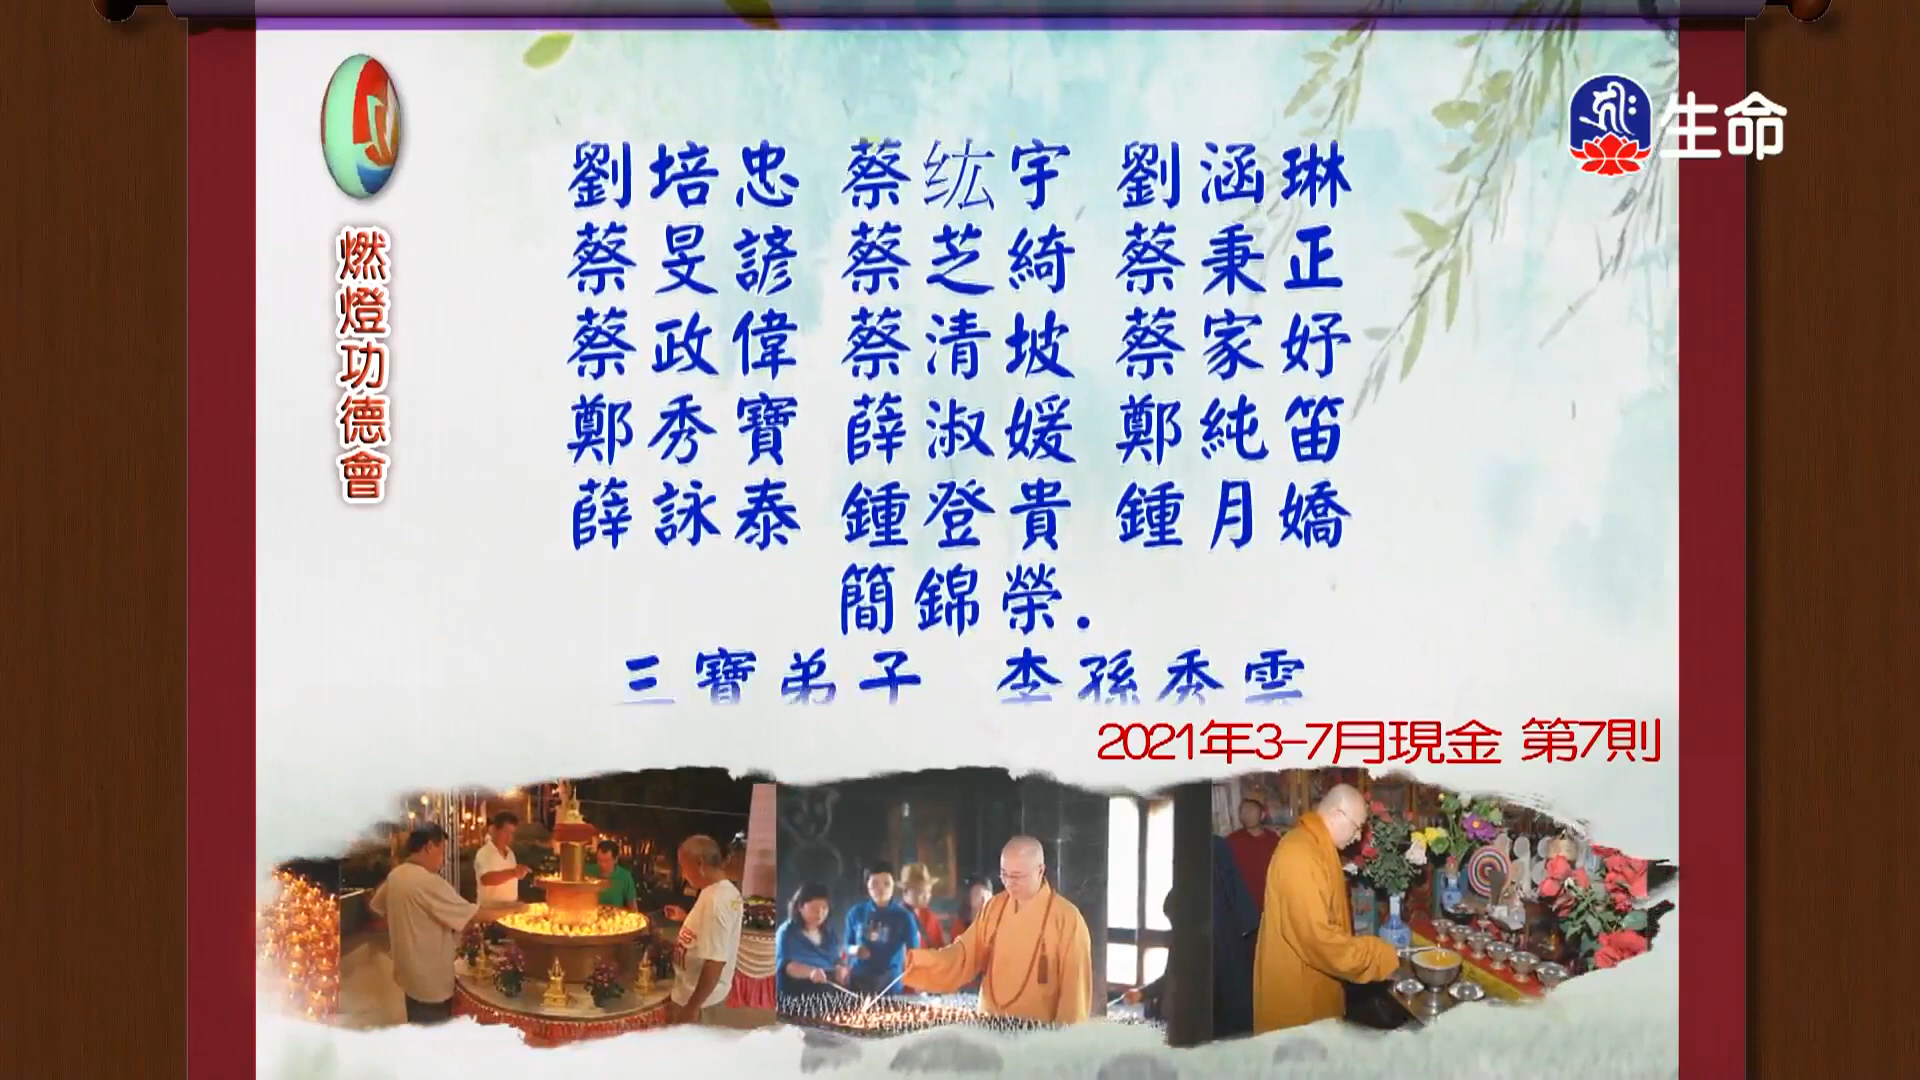 生命
燃燈功德會
劉培忠 蔡纮宇 劉涵琳
蔡旻諺 蔡芝綺 蔡秉正
蔡政偉 蔡清坡 蔡家妤
鄭秀寶 薛淑媛 鄭純笛
薛詠泰 鍾登貴 鍾月嬌
簡錦榮.
三寶弟子 李孫秀雲
2021年3-7月現金 第7則